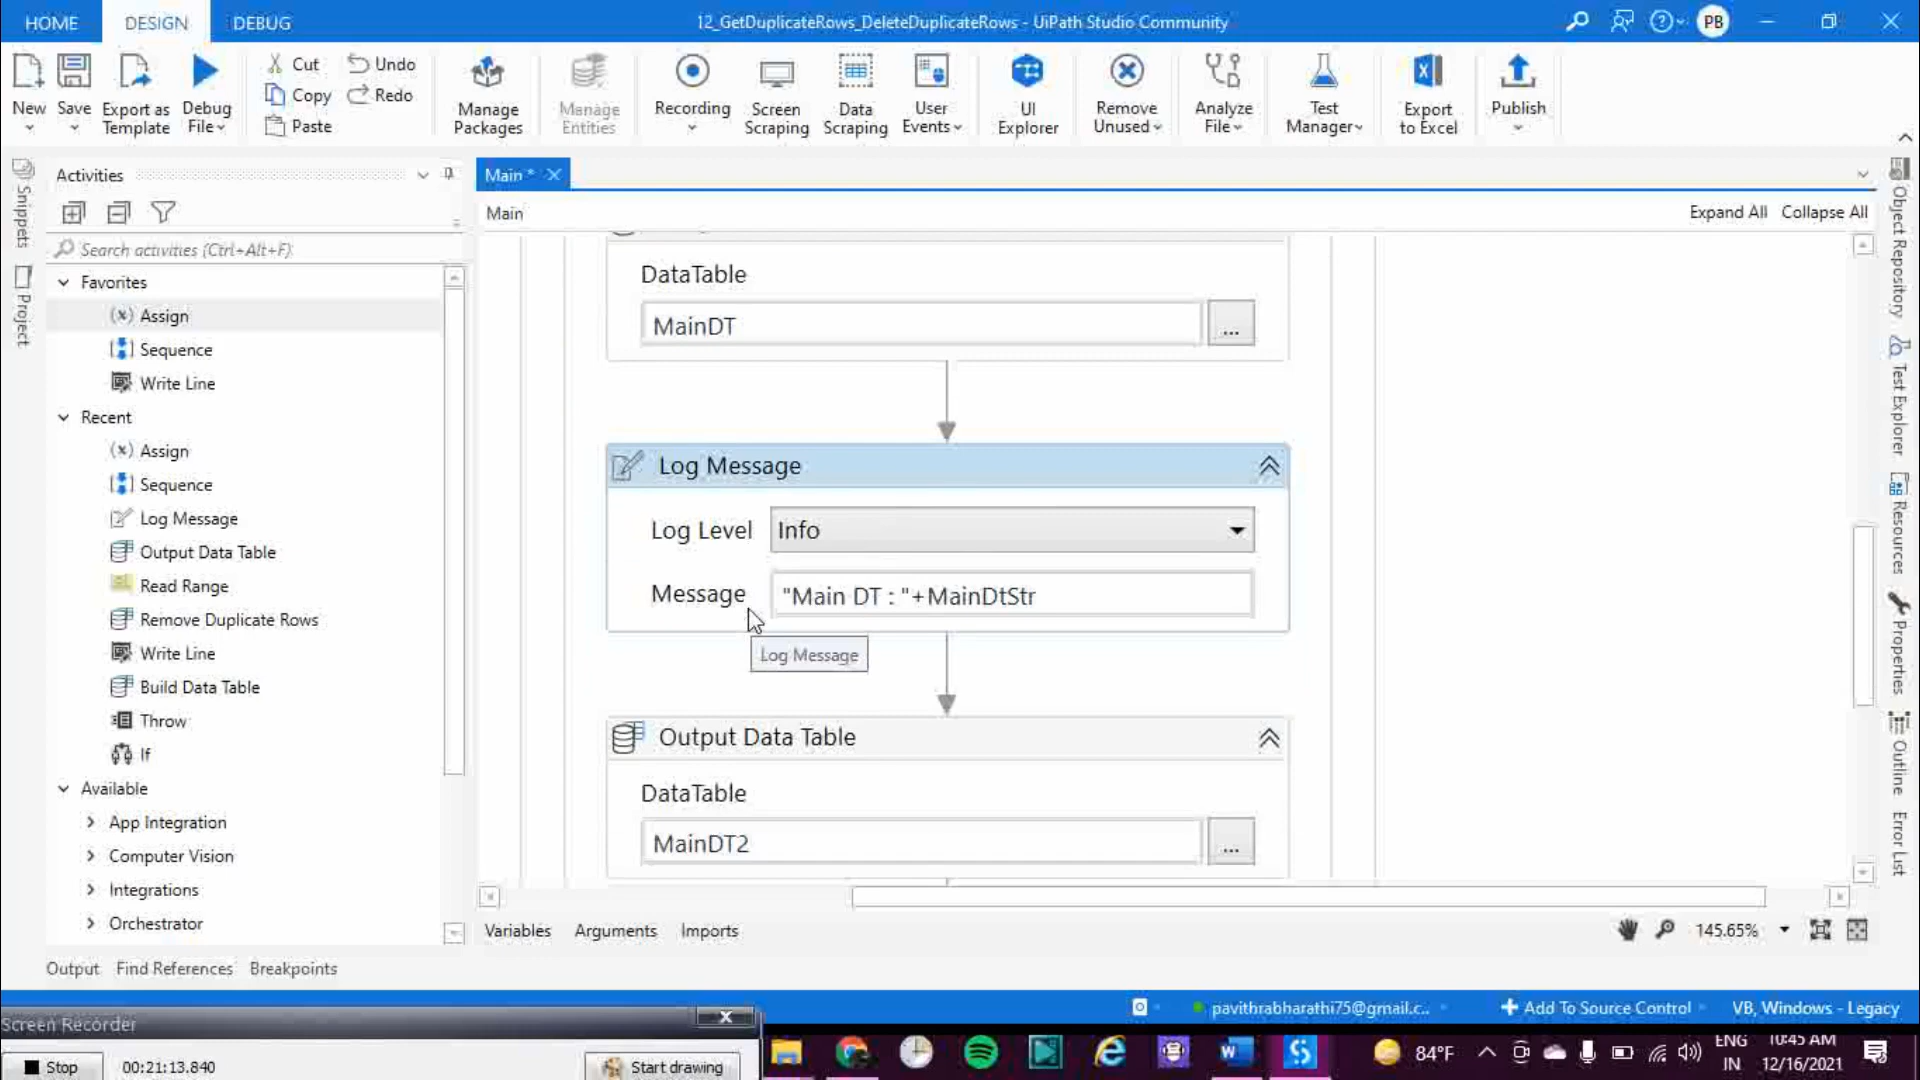 HOME DESIGN DEBUG 12_GetDuplicateRows_DeleteDuplicateRows - UiPath Studio Community PB
New
Save
Export as
Template
Debug
File
Cut
Copy
Paste
Undo
Redo
Manage
Packages
Manage
Entities
Recording
Screen
Scraping
Data
Scraping
User
Events
UI
Explorer
Remove
Unused
Analyze
File
Test
Manager
Export
to Excel
Publish
Snippets
Project
Activities
Search activities (Ctrl+Alt+F)
Favorites
Assign
Sequence
Write Line
Recent
Assign
Sequence
Log Message
Output Data Table
Read Range
Remove Duplicate Rows
Write Line
Build Data Table
Throw
If
Available
App Integration
Computer Vision
Integrations
Orchestrator
Main *
Main
Expand All Collapse All
DataTable
MainDT
...
Log Message
Log Level Info
Message "Main DT : "+MainDtStr
Log Message
Output Data Table
DataTable
MainDT2
...
Object Repository
Test Explorer
Resources
Properties
Outline
Error List
Variables Arguments Imports
145.65%
Output Find References Breakpoints
pavithrabharathi75@gmail.c...
Add To Source Control
VB, Windows - Legacy
Screen Recorder
Stop 00:21:13.840 Start drawing
84°F
ENG
IN
10:45 AM
12/16/2021